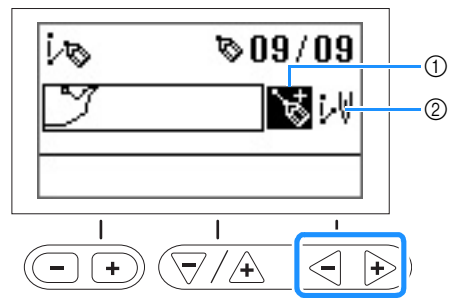 09/09
①
②
- + - / + - +